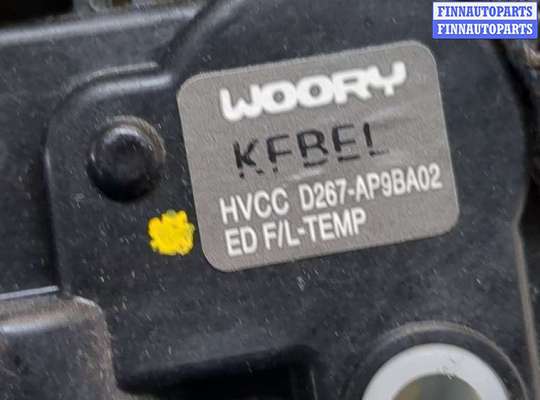 FINNAUTOPARTS
FINNAUTOPARTS
WOORY
KFBEL
HVCC D267-AP9BA02
ED F/L-TEMP